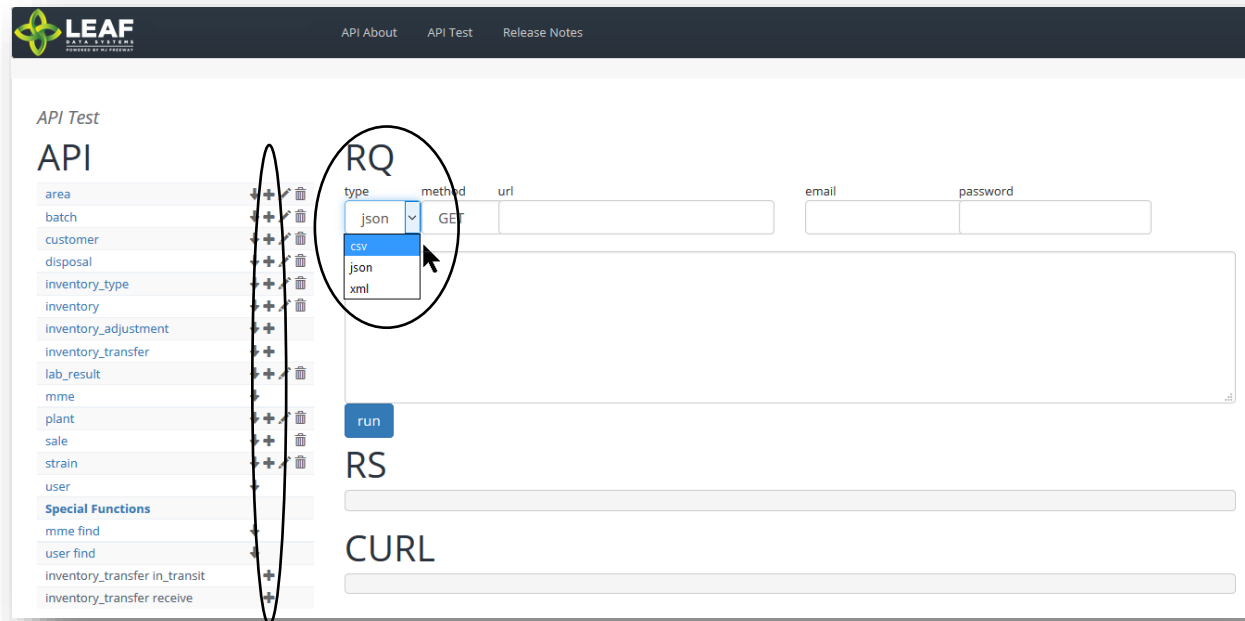 LEAF
DATA SYSTEMS
POWERED BY MJ FREEWAY
API About API Test Release Notes
API Test
API
area
batch
customer
disposal
inventory_type
inventory
inventory_adjustment
inventory_transfer
lab_result
mme
plant
sale
strain
user
Special Functions
mme find
user find
inventory_transfer in_transit
inventory_transfer receive
RQ
type method url email password
json GET
csv
json
xml
run
RS
CURL